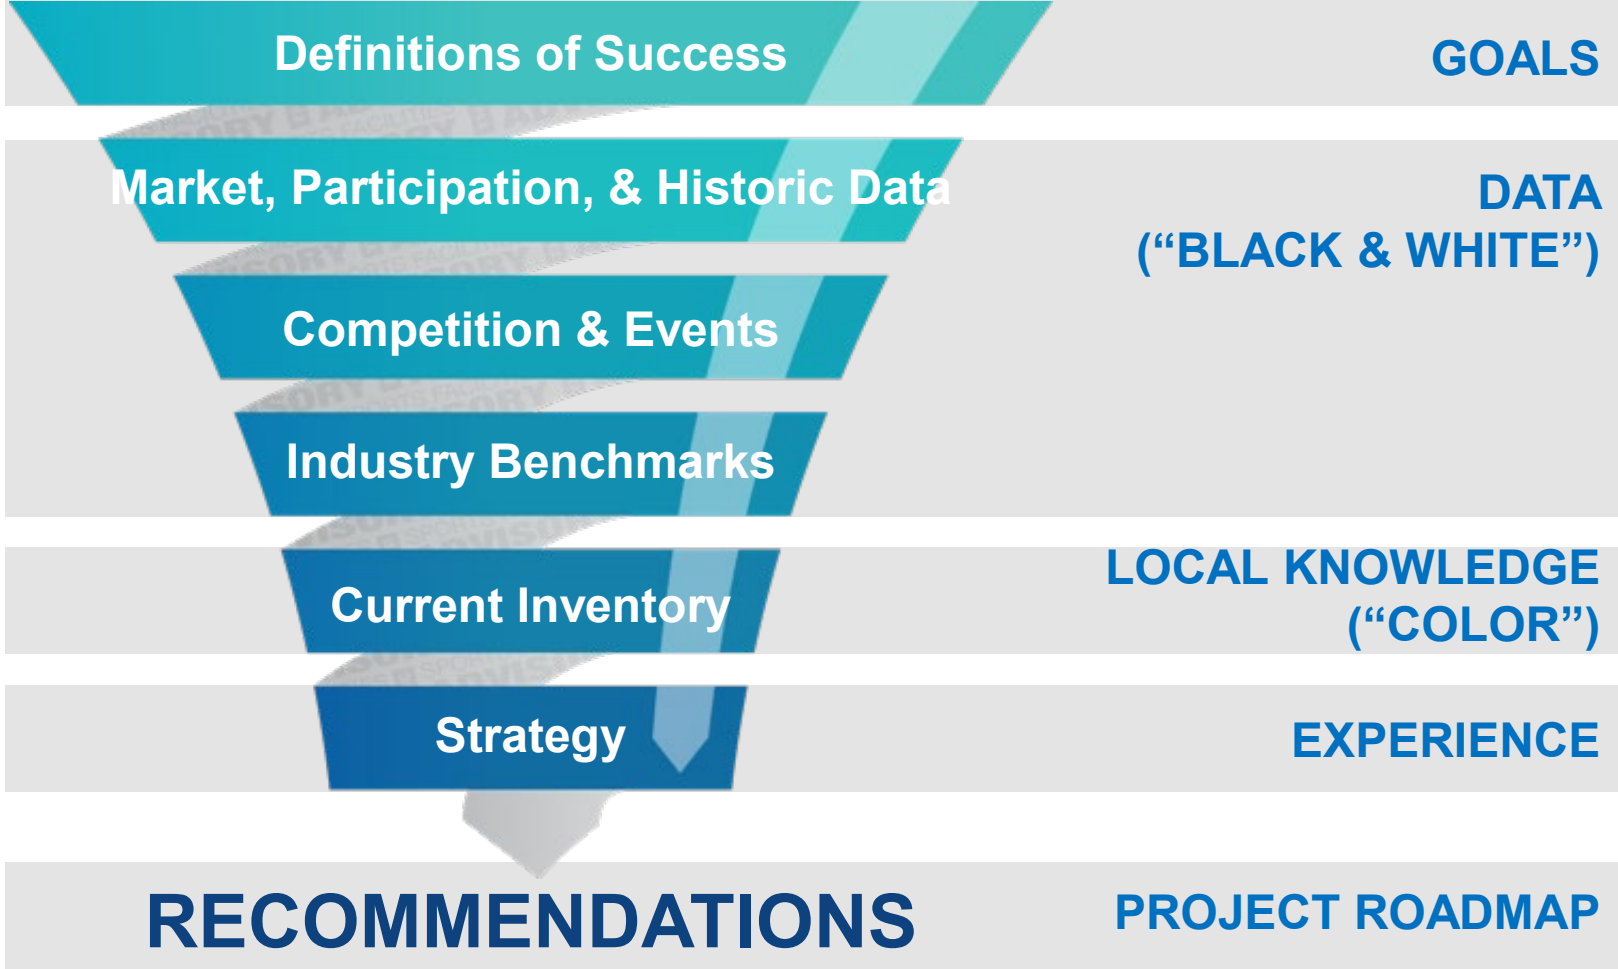 Definitions of Success
GOALS
Market, Participation, & Historic Data
DATA
(“BLACK & WHITE”)
Competition & Events
Industry Benchmarks
Current Inventory
LOCAL KNOWLEDGE
(“COLOR”)
Strategy
EXPERIENCE
RECOMMENDATIONS
PROJECT ROADMAP